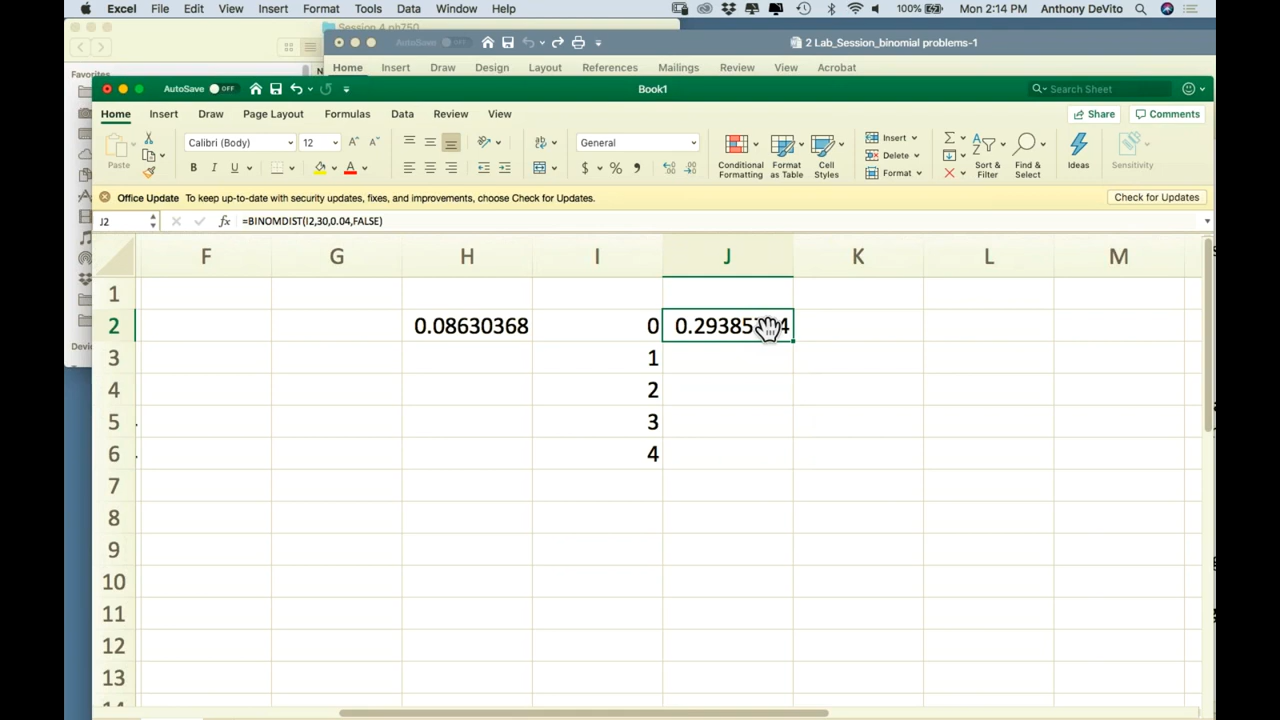 Excel File Edit View Insert Format Tools Data Window Help 100% Mon 2:14 PM Anthony DeVito
Session 4 ph750
AutoSave OFF 2 Lab_Session_binomial problems-1
Favorites
Home Insert Draw Design Layout References Mailings Review View Acrobat
AutoSave OFF Book1 Search Sheet
Home Insert Draw Page Layout Formulas Data Review View Share Comments
Paste Calibri (Body) 12 General Conditional Formatting Format as Table Cell Styles Insert Delete Format Sort & Filter Find & Select Ideas Sensitivity
B I U $ % ,
Office Update To keep up-to-date with security updates, fixes, and improvements, choose Check for Updates. Check for Updates
J2 fx =BINOMDIST(I2,30,0.04,FALSE)
F G H I J K L M
1
2 0.08630368 0
3 1
4 2
5 3
6 4
7
8
9
10
11
12
13